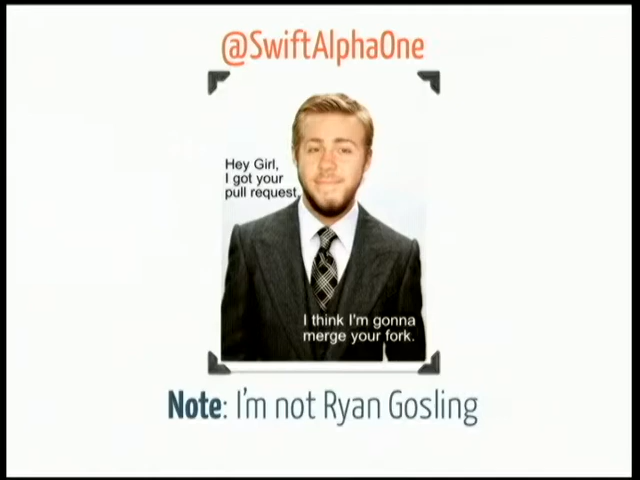 @SwiftAlphaOne
Hey Girl,
I got your
pull request.
I think I'm gonna
merge your fork.
Note: I'm not Ryan Gosling